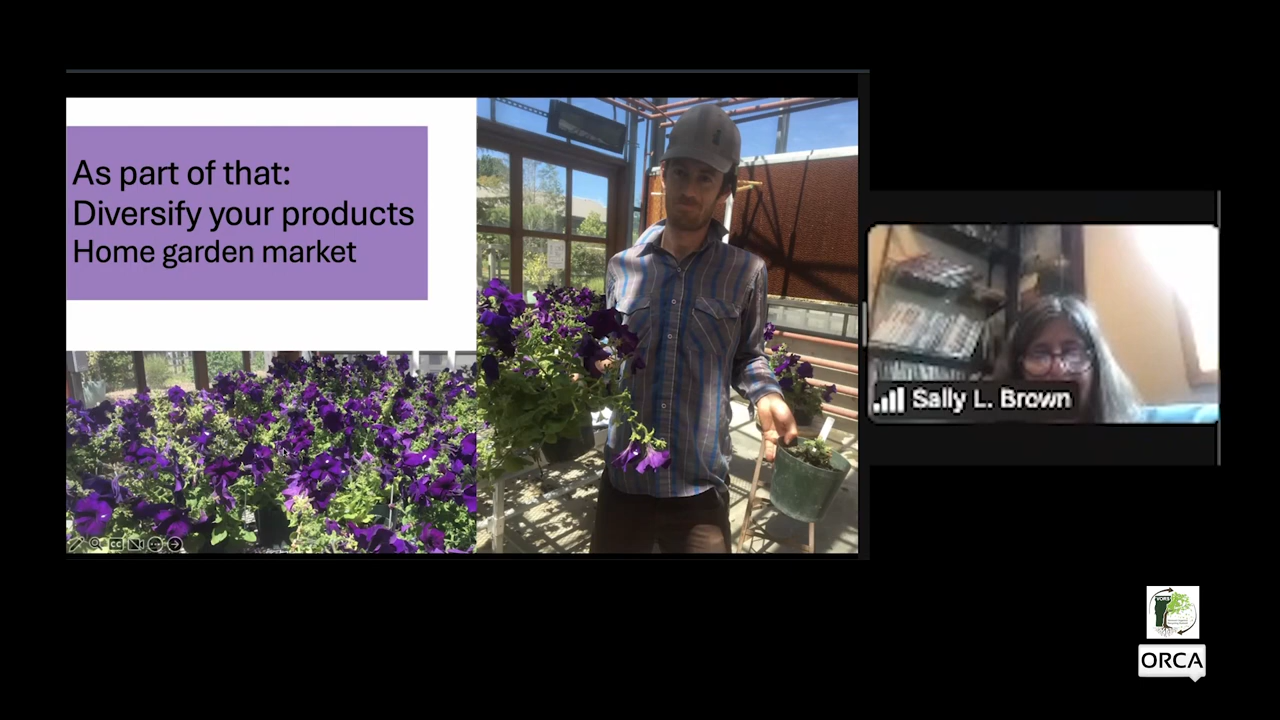 As part of that:
Diversify your products
Home garden market
Sally L. Brown
ORCA